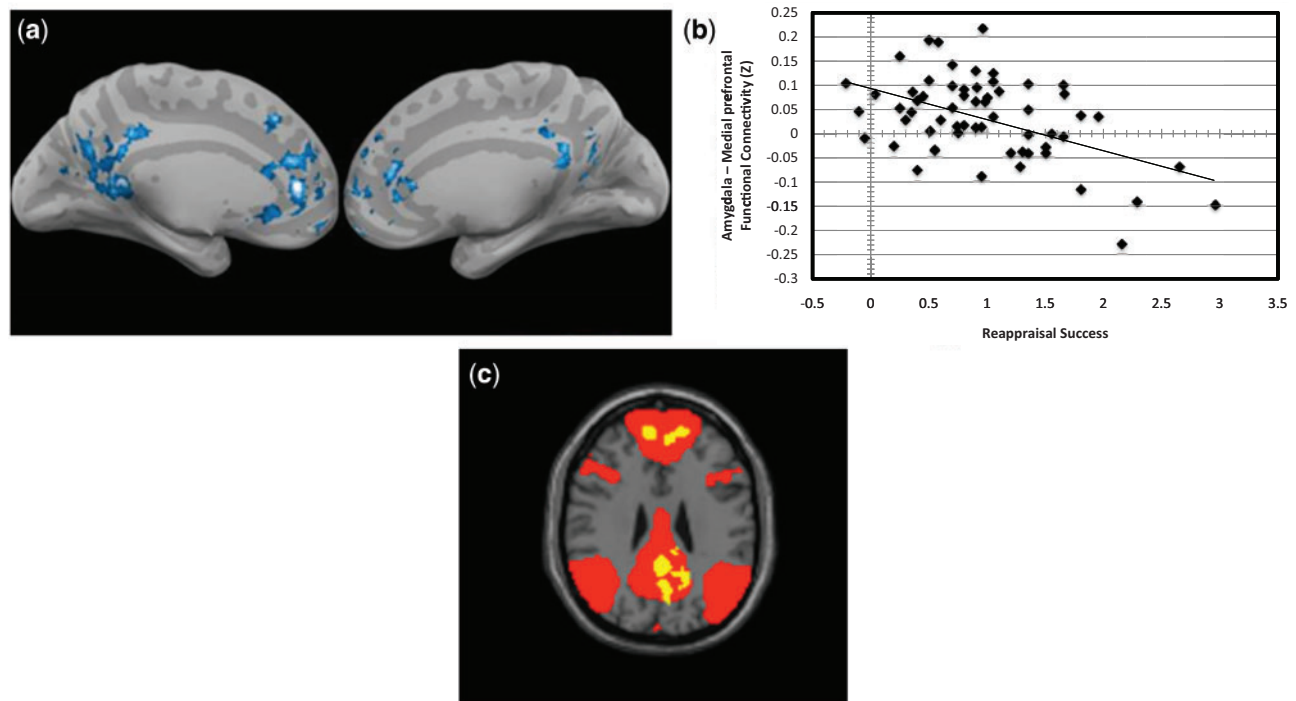 (a)
(b)
Amygdala – Medial prefrontal
Functional Connectivity (Z)
0.25
0.2
0.15
0.1
0.05
0
-0.05
-0.1
-0.15
-0.2
-0.25
-0.3
-0.5 0 0.5 1 1.5 2 2.5 3 3.5
Reappraisal Success
(c)